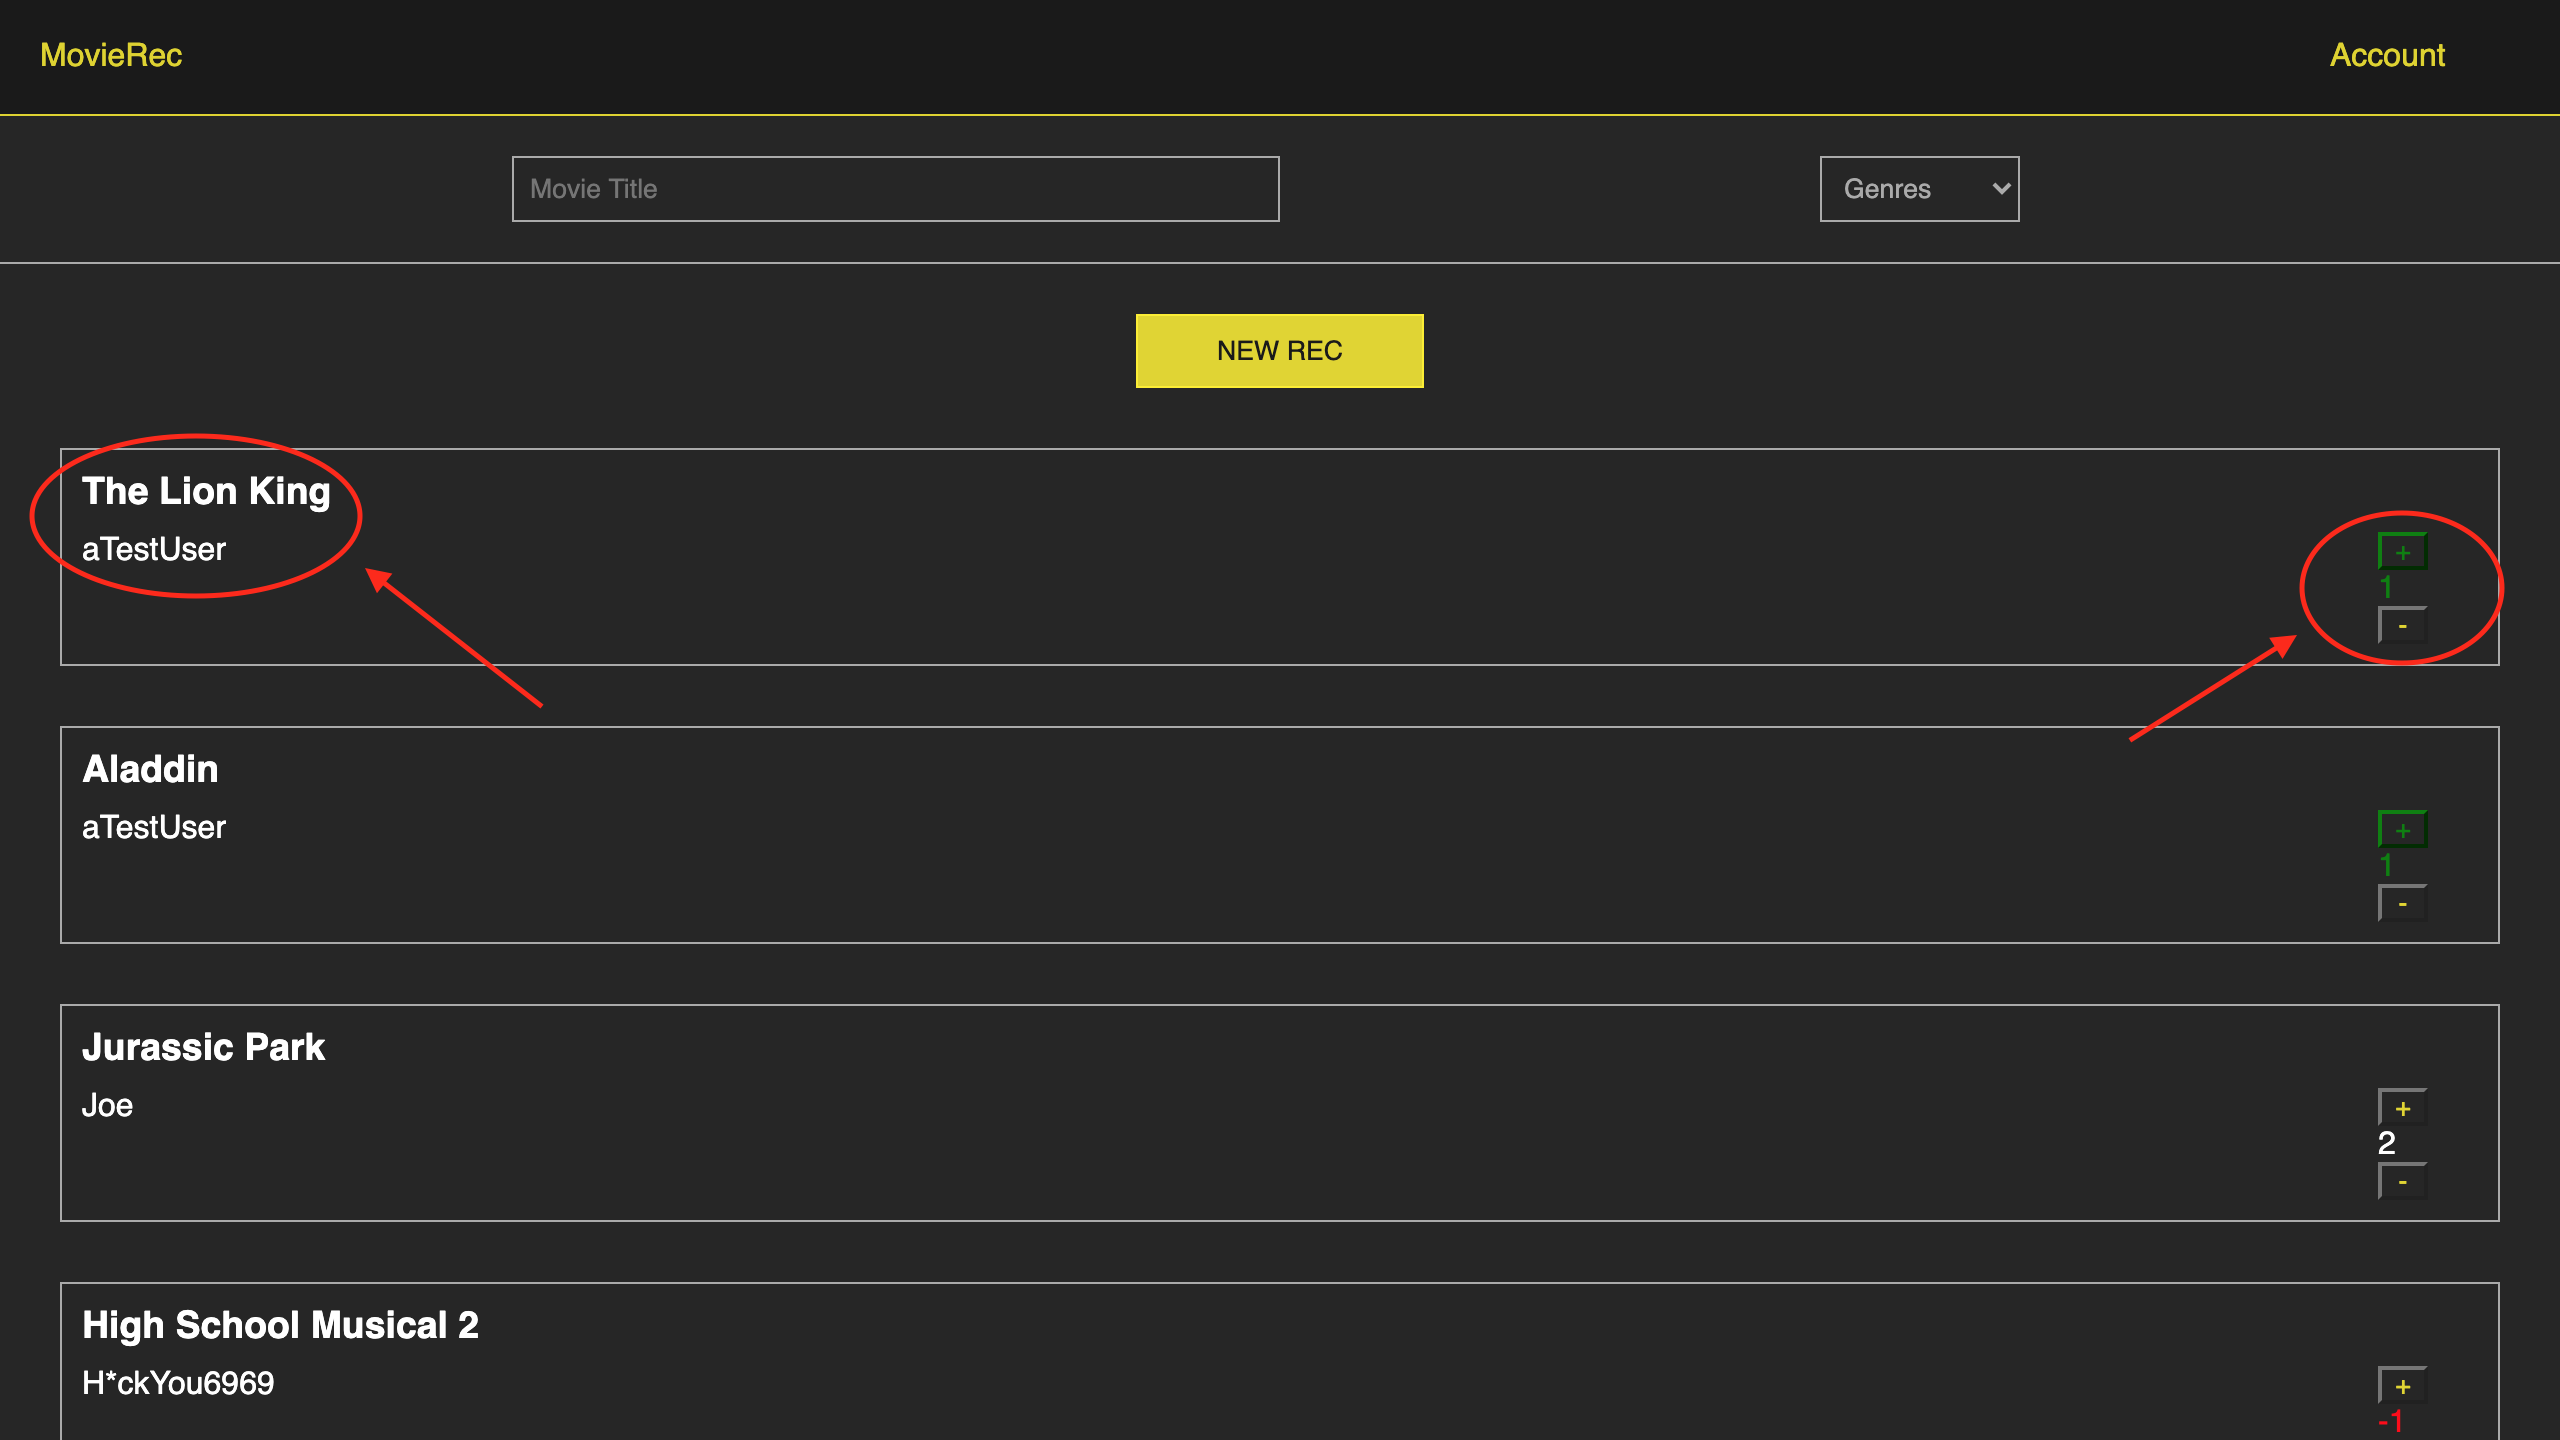 MovieRec
Account
Movie Title
Genres
NEW REC
The Lion King
aTestUser
+
1
-
Aladdin
aTestUser
+
1
-
Jurassic Park
Joe
+
2
-
High School Musical 2
H*ckYou6969
+
-1